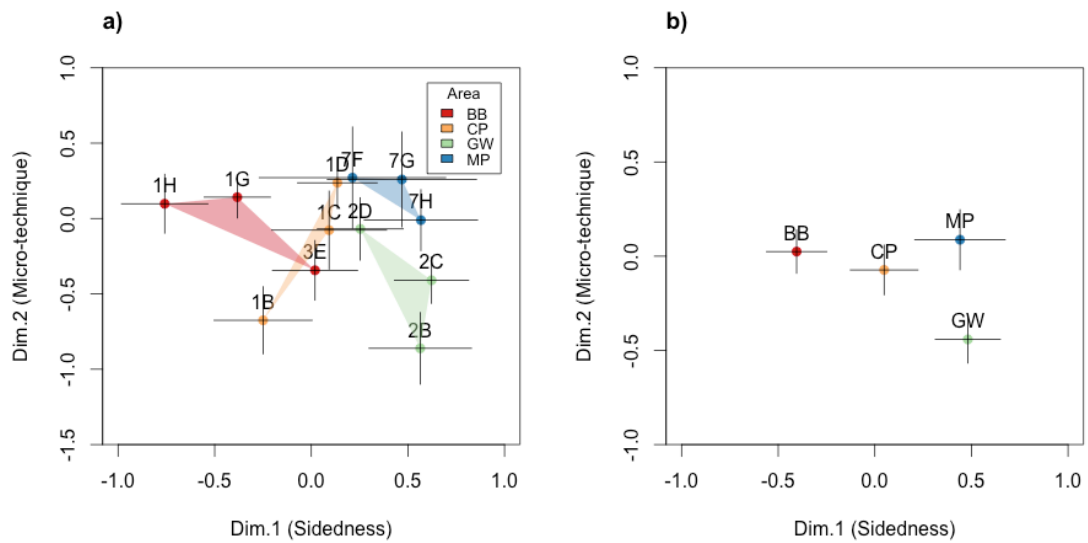 a)
Dim.2 (Micro-technique)
1.0
0.5
0.0
-0.5
-1.0
-1.5
Area
BB
CP
GW
MP
1H
1G
1D
7F
7G
7H
1C
2D
3E
2C
1B
2B
-1.0 -0.5 0.0 0.5 1.0
Dim.1 (Sidedness)
b)
Dim.2 (Micro-technique)
1.0
0.5
0.0
-0.5
-1.0
BB
CP
MP
GW
-1.0 -0.5 0.0 0.5 1.0
Dim.1 (Sidedness)